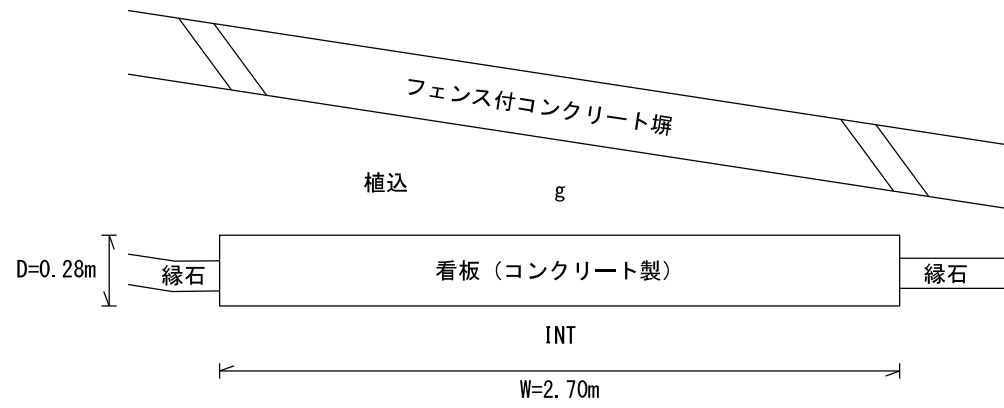 フェンス付コンクリート塀
植込
g
D=0.28m
縁石
看板（コンクリート製）
縁石
INT
W=2.70m